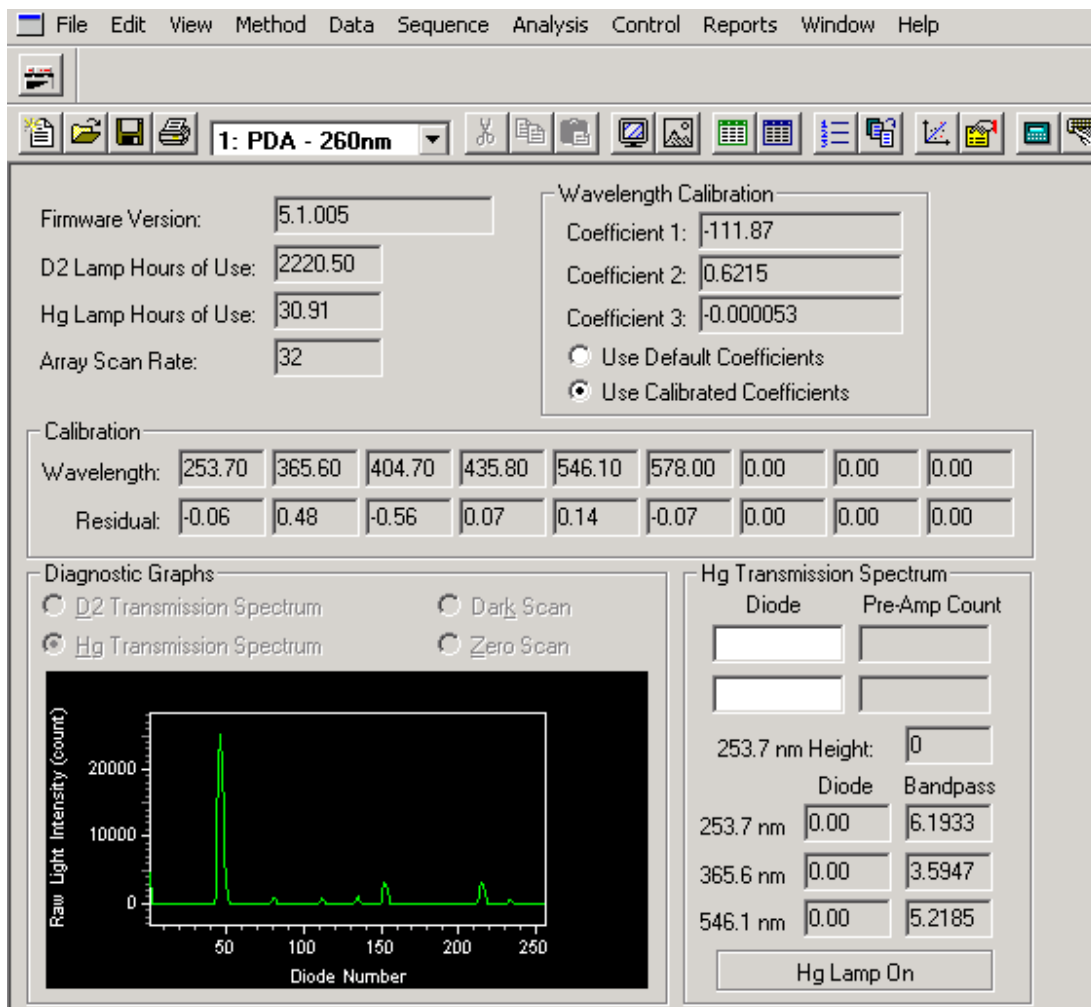 File Edit View Method Data Sequence Analysis Control Reports Window Help
1: PDA - 260nm
Firmware Version: 5.1.005
D2 Lamp Hours of Use: 2220.50
Hg Lamp Hours of Use: 30.91
Array Scan Rate: 32
Wavelength Calibration
Coefficient 1: -111.87
Coefficient 2: 0.6215
Coefficient 3: -0.000053
Use Default Coefficients
Use Calibrated Coefficients
Calibration
Wavelength: 253.70 365.60 404.70 435.80 546.10 578.00 0.00 0.00 0.00
Residual: -0.06 0.48 -0.56 0.07 0.14 -0.07 0.00 0.00 0.00
Diagnostic Graphs
D2 Transmission Spectrum Dark Scan
Hg Transmission Spectrum Zero Scan
Raw Light Intensity (count)
20000
10000
0
50 100 150 200 250
Diode Number
Hg Transmission Spectrum
Diode Pre-Amp Count
253.7 nm Height: 0
Diode Bandpass
253.7 nm 0.00 6.1933
365.6 nm 0.00 3.5947
546.1 nm 0.00 5.2185
Hg Lamp On